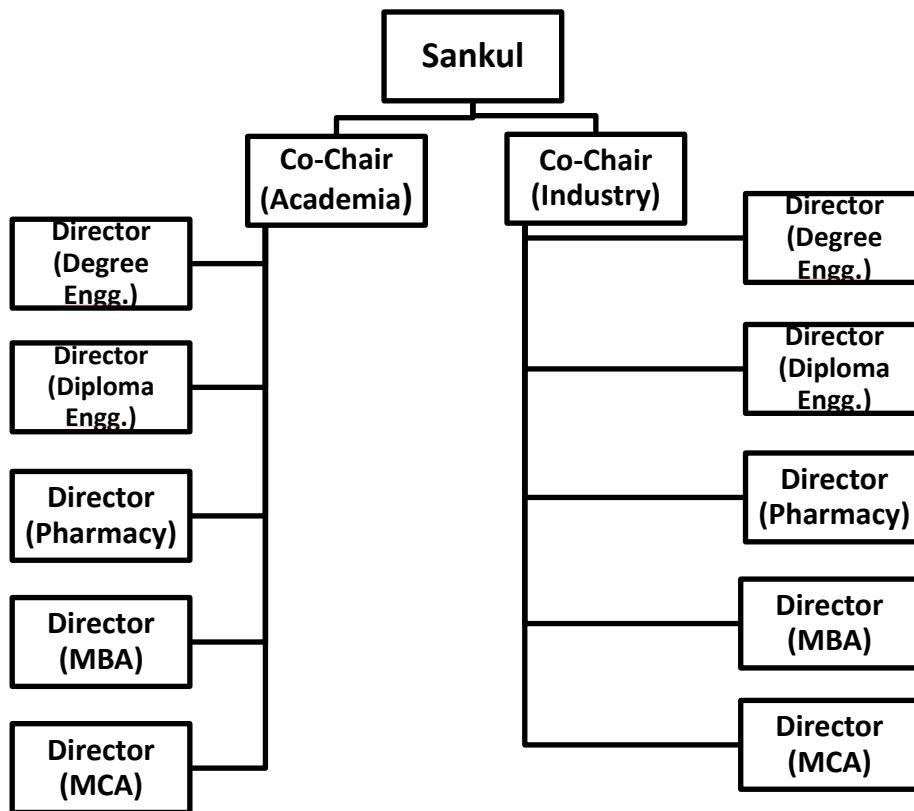 Sankul
Co-Chair
(Academia)
Co-Chair
(Industry)
Director
(Degree
Engg.)
Director
(Diploma
Engg.)
Director
(Pharmacy)
Director
(MBA)
Director
(MCA)
Director
(Degree
Engg.)
Director
(Diploma
Engg.)
Director
(Pharmacy)
Director
(MBA)
Director
(MCA)